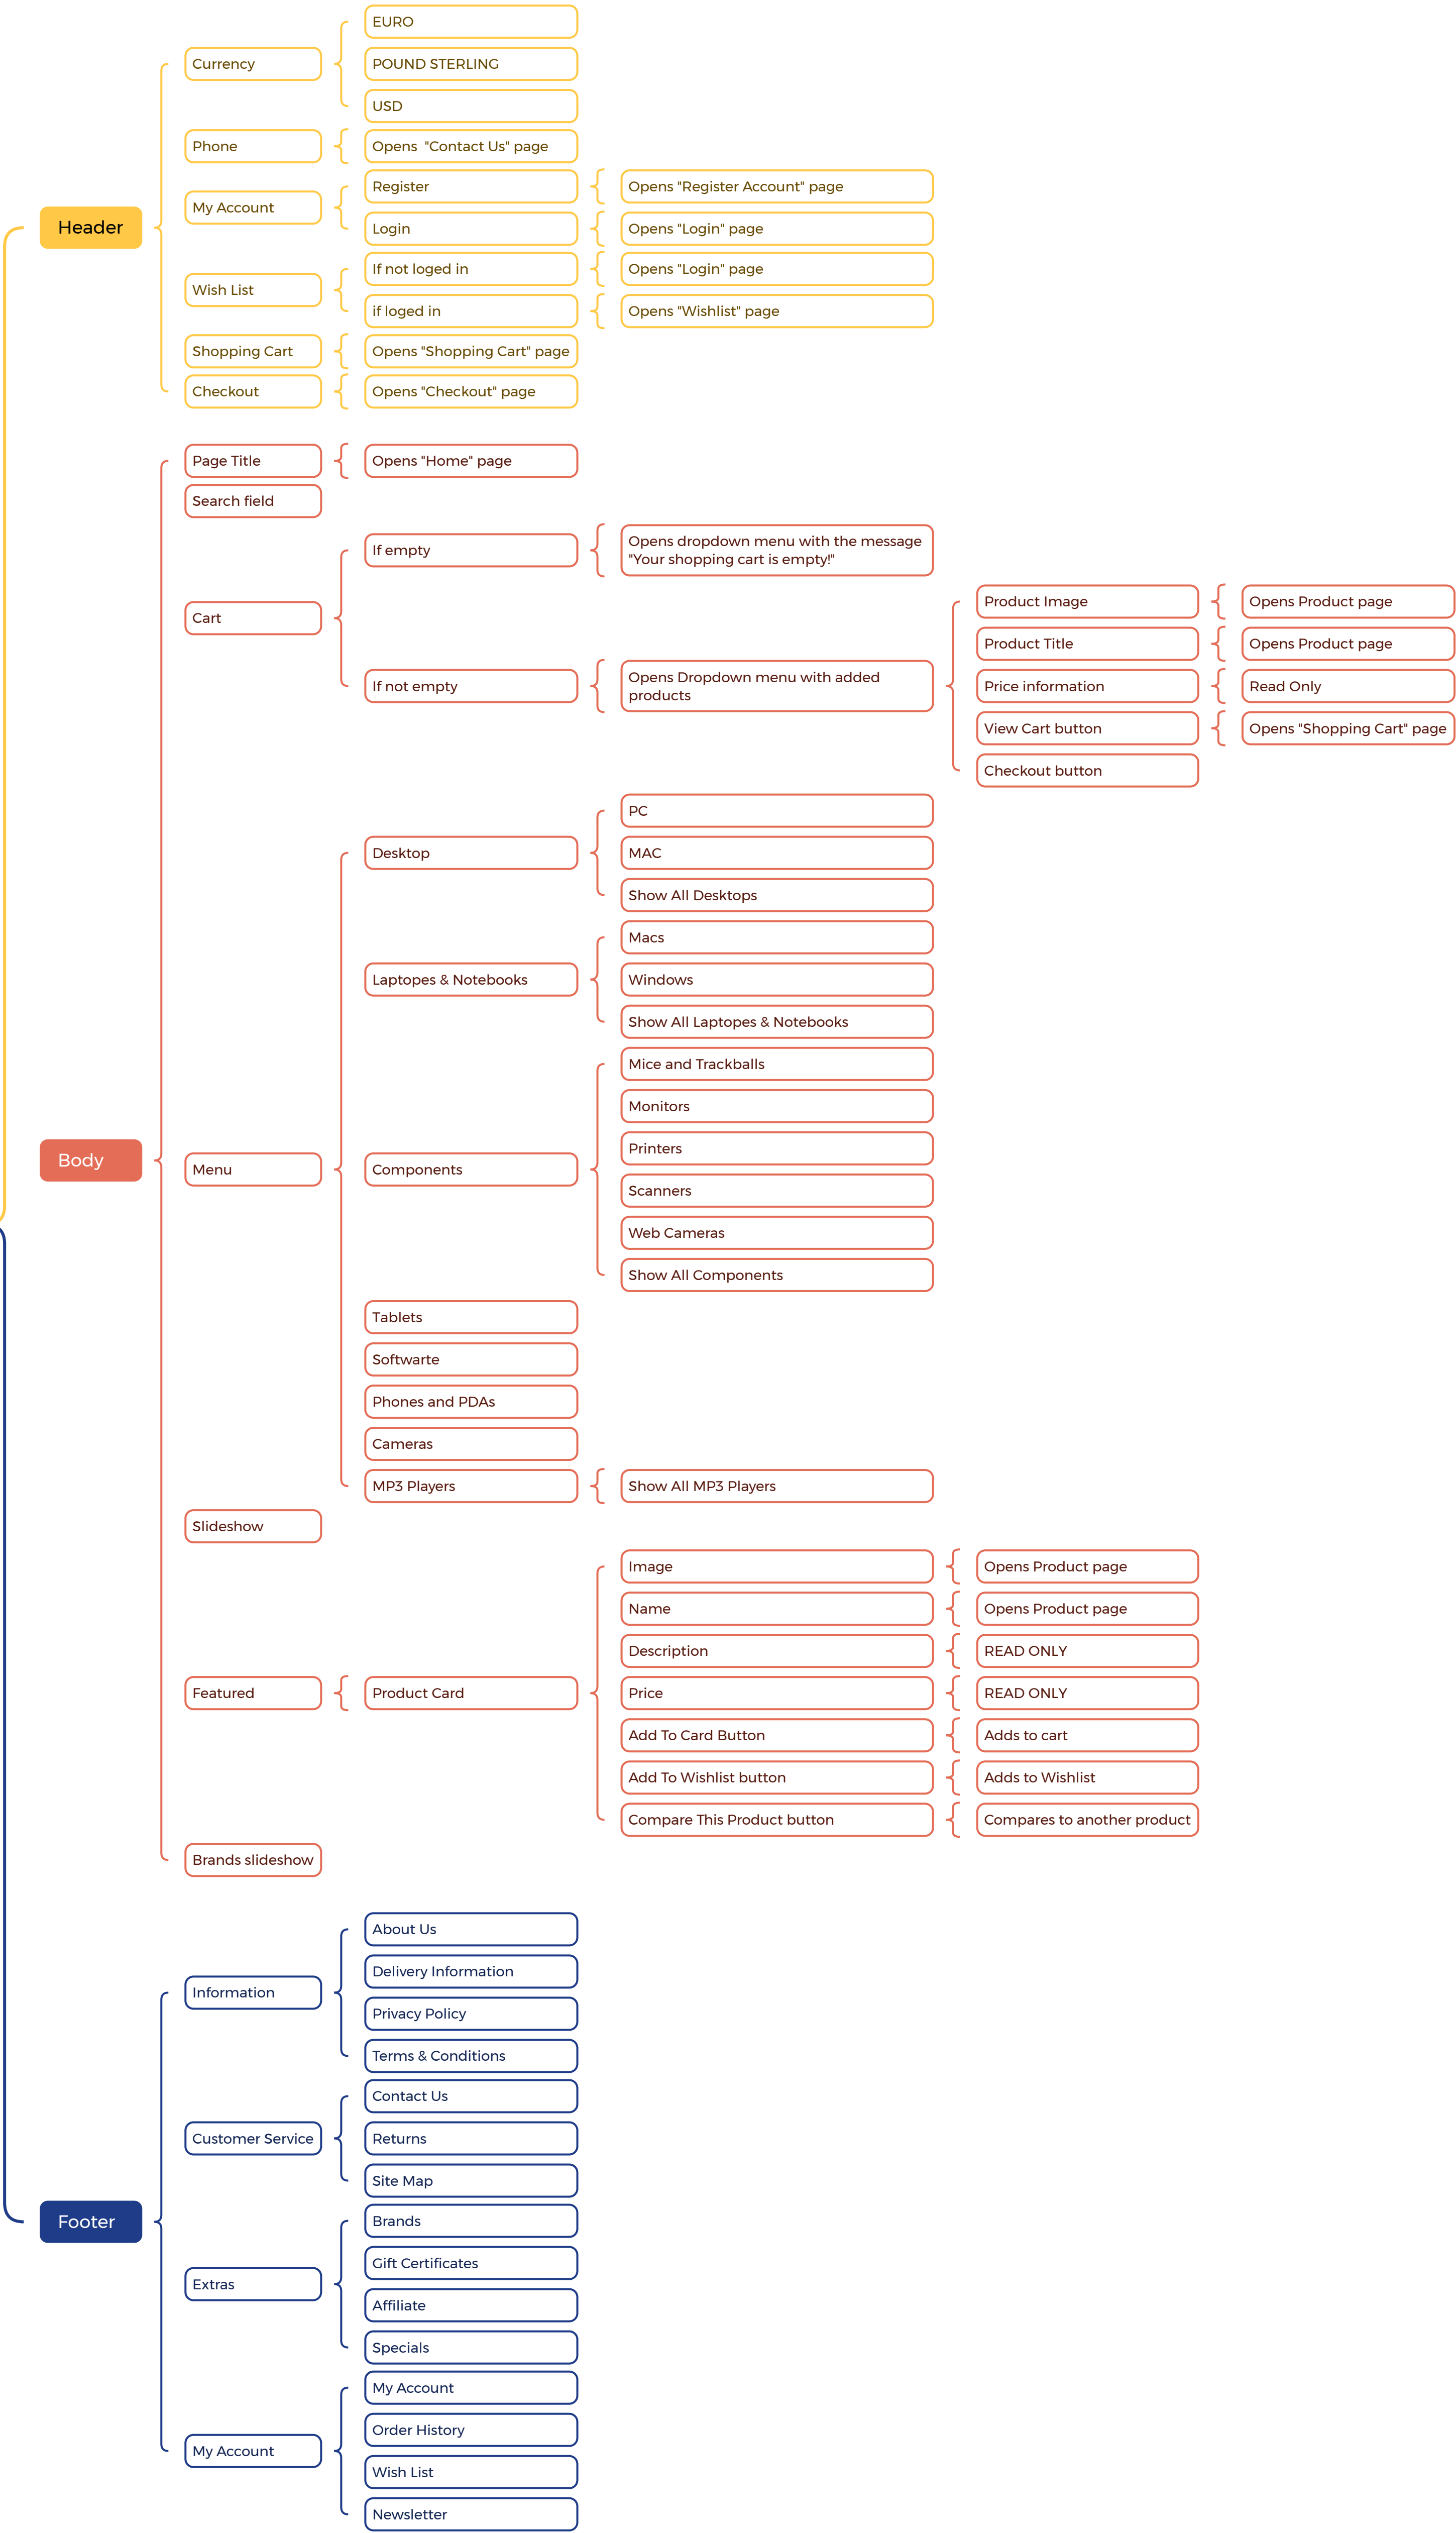 Header
Currency
EURO
POUND STERLING
USD
Phone
Opens  "Contact Us" page
My Account
Register
Opens "Register Account" page
Login
Opens "Login" page
Wish List
If not loged in
Opens "Login" page
if loged in
Opens "Wishlist" page
Shopping Cart
Opens "Shopping Cart" page
Checkout
Opens "Checkout" page
Body
Page Title
Opens "Home" page
Search field
Cart
If empty
Opens dropdown menu with the message
"Your shopping cart is empty!"
If not empty
Opens Dropdown menu with added
products
Product Image
Opens Product page
Product Title
Opens Product page
Price information
Read Only
View Cart button
Opens "Shopping Cart" page
Checkout button
Menu
Desktop
PC
MAC
Show All Desktops
Laptopes & Notebooks
Macs
Windows
Show All Laptopes & Notebooks
Components
Mice and Trackballs
Monitors
Printers
Scanners
Web Cameras
Show All Components
Tablets
Softwarte
Phones and PDAs
Cameras
MP3 Players
Show All MP3 Players
Slideshow
Featured
Product Card
Image
Opens Product page
Name
Opens Product page
Description
READ ONLY
Price
READ ONLY
Add To Card Button
Adds to cart
Add To Wishlist button
Adds to Wishlist
Compare This Product button
Compares to another product
Brands slideshow
Footer
Information
About Us
Delivery Information
Privacy Policy
Terms & Conditions
Customer Service
Contact Us
Returns
Site Map
Extras
Brands
Gift Certificates
Affiliate
Specials
My Account
My Account
Order History
Wish List
Newsletter